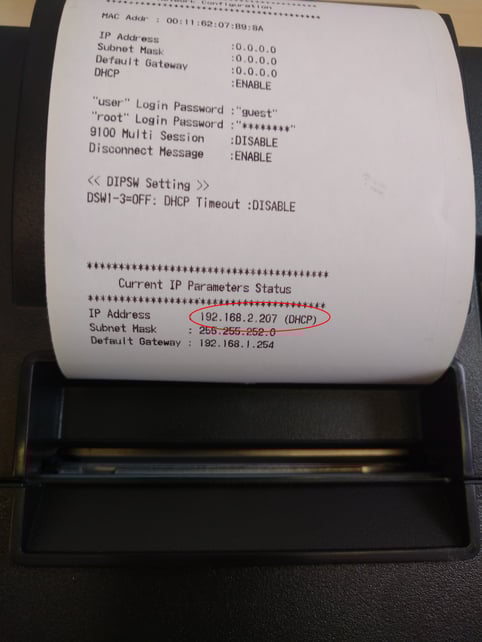 Configuration
MAC Addr : 00:11:62:07:B9:8A
IP Address :0.0.0.0
Subnet Mask :0.0.0.0
Default Gateway :0.0.0.0
DHCP :ENABLE
"user" Login Password :"guest"
"root" Login Password :"********"
9100 Multi Session :DISABLE
Disconnect Message :ENABLE
<< DIPSW Setting >>
DSW1-3=OFF: DHCP Timeout :DISABLE
****************************************
Current IP Parameters Status
****************************************
IP Address 192.168.2.207 (DHCP)
Subnet Mask : 255.255.252.0
Default Gateway : 192.168.1.254